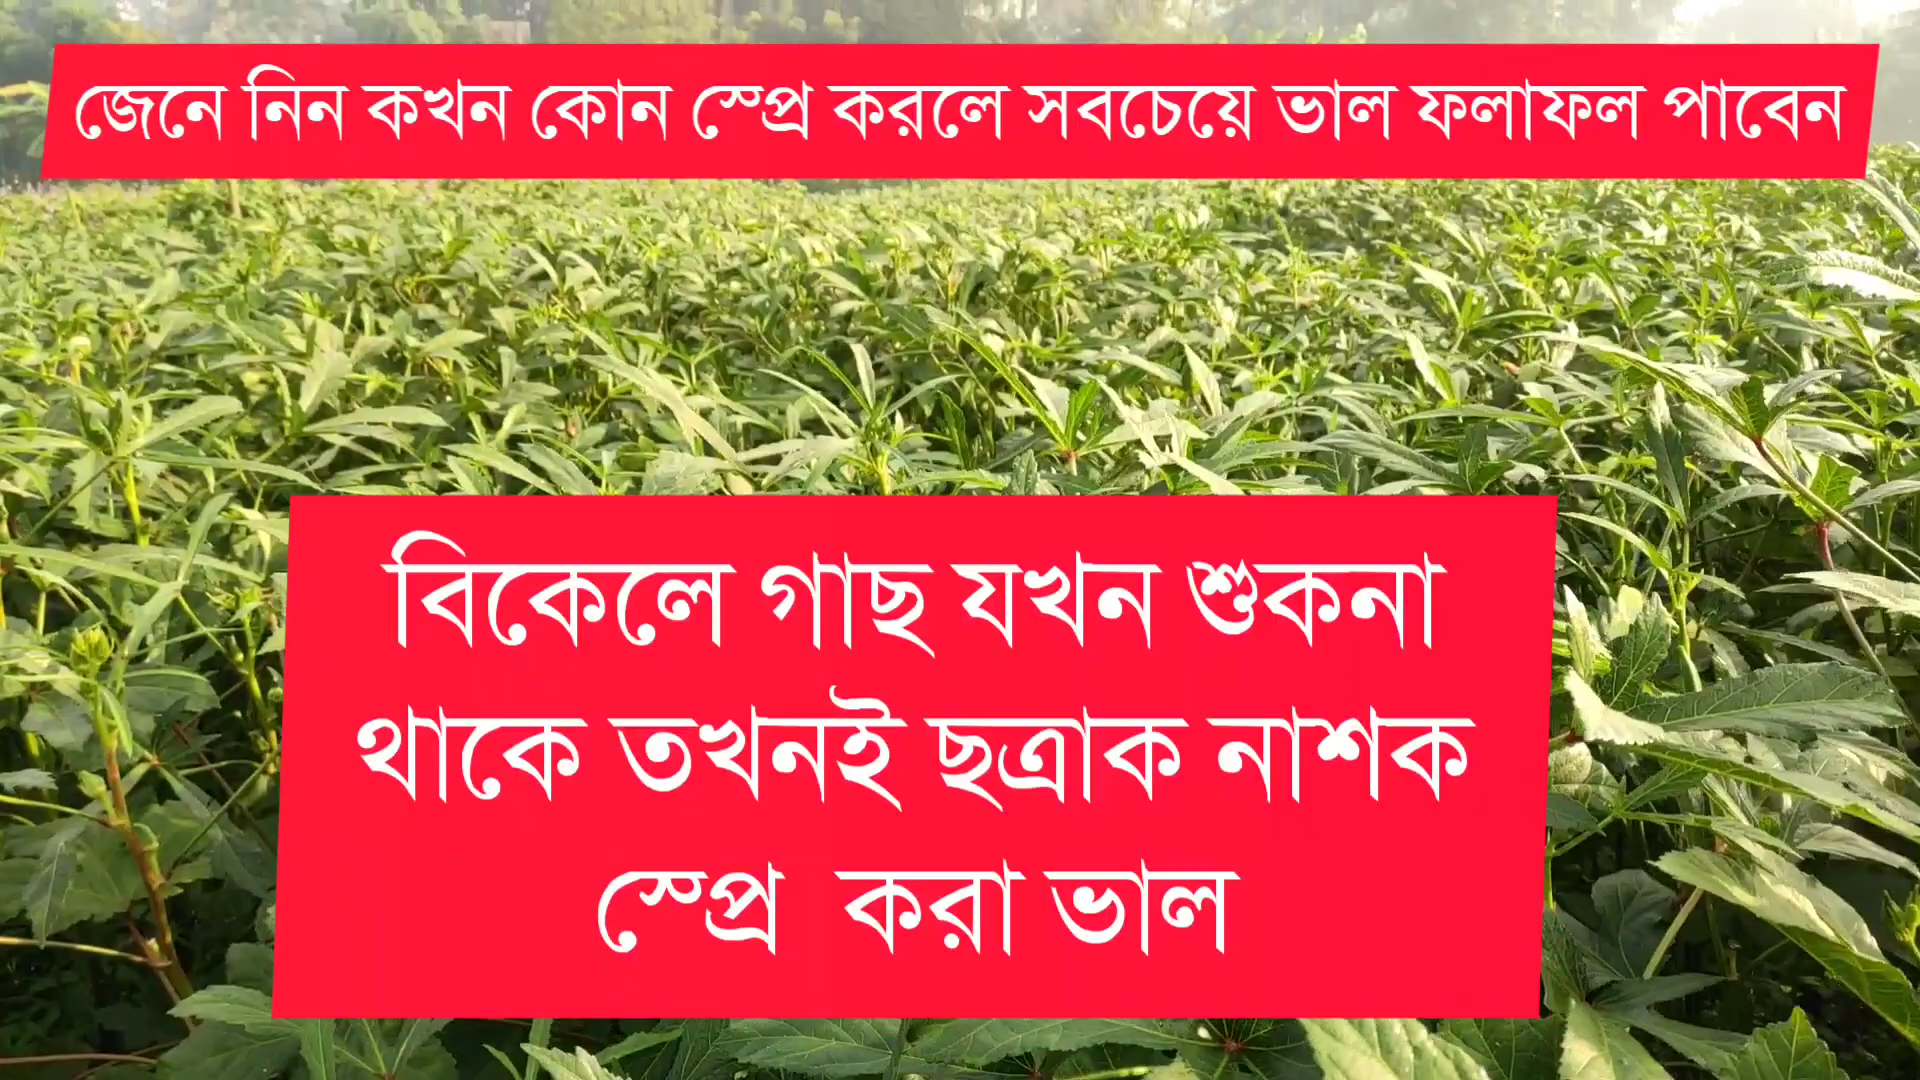 জেনে নিন কখন কোন স্প্রে করলে সবচেয়ে ভাল ফলাফল পাবেন
বিকেলে গাছ যখন শুকনা
থাকে তখনই ছত্রাক নাশক
স্প্রে করা ভাল